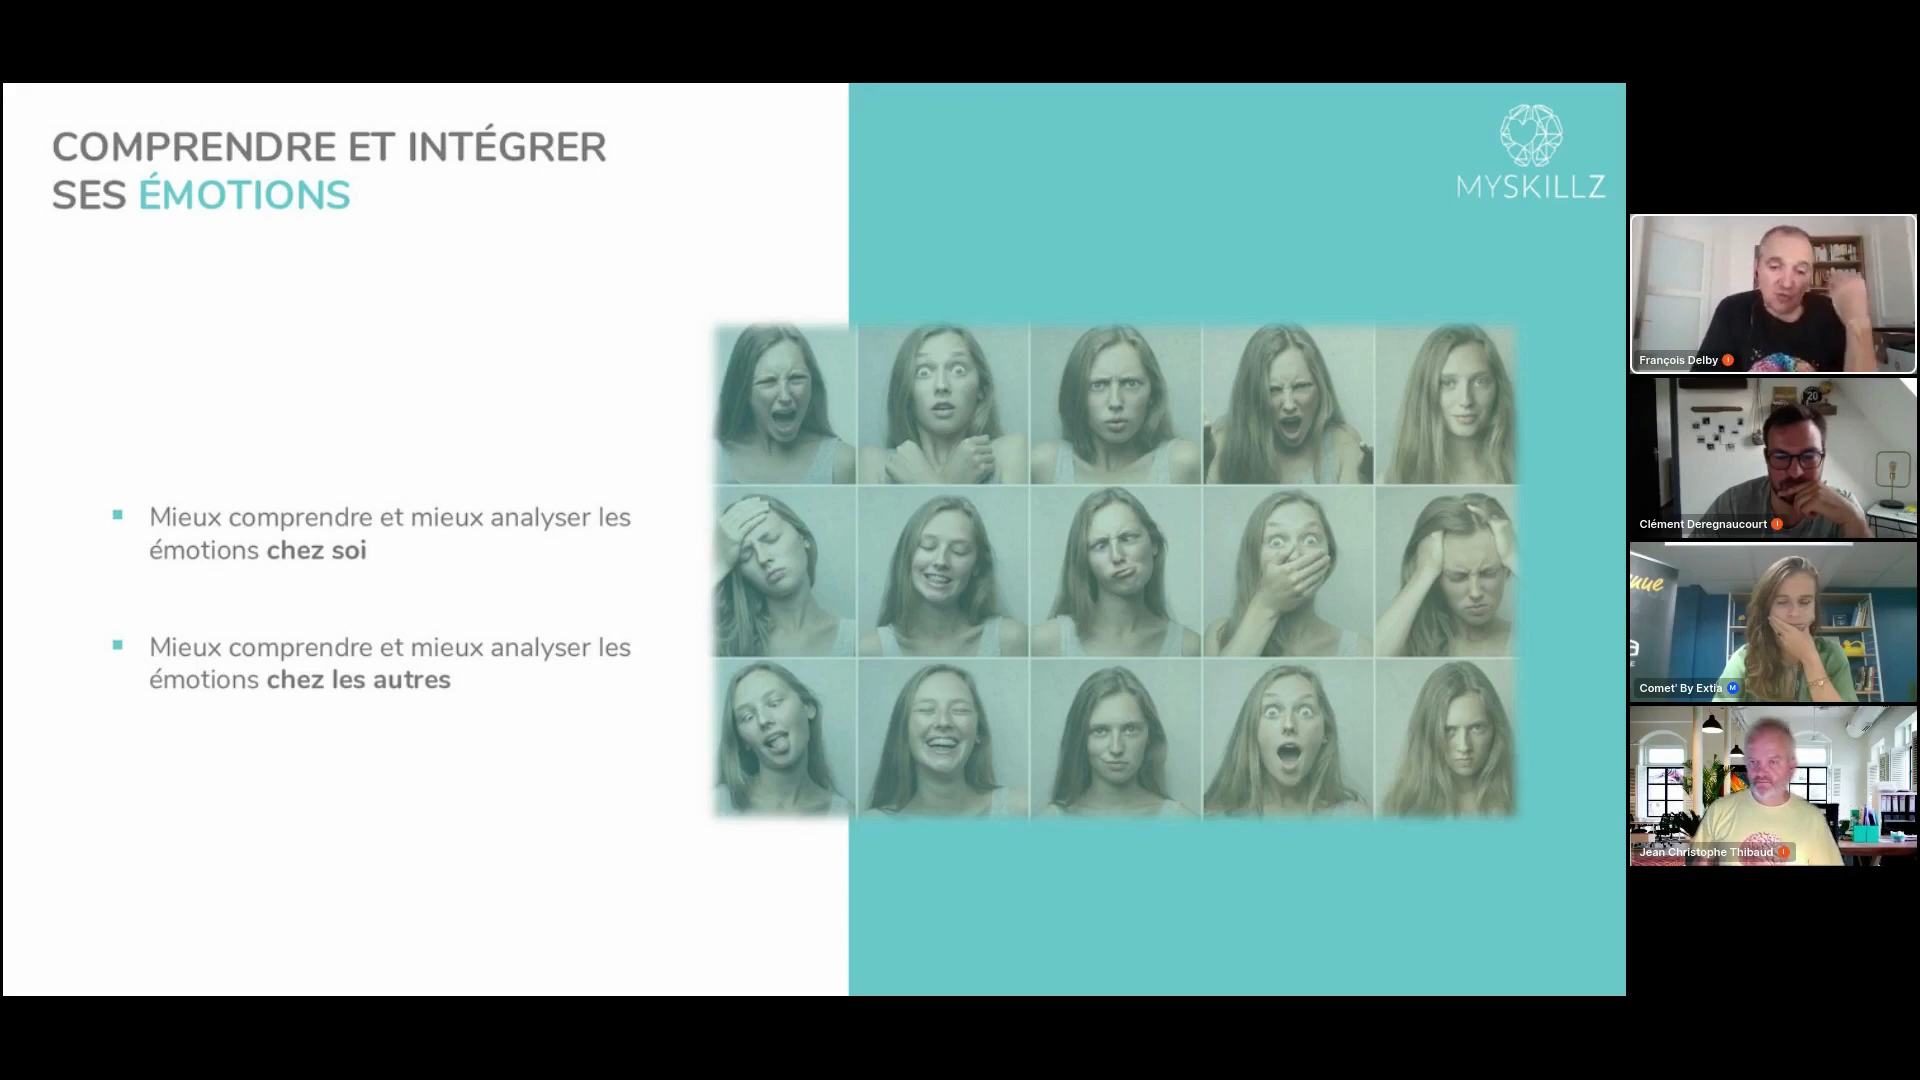 COMPRENDRE ET INTÉGRER
SES ÉMOTIONS
MYSKILLZ
Mieux comprendre et mieux analyser les
émotions chez soi
Mieux comprendre et mieux analyser les
émotions chez les autres
François Delby
20
Clément Deregnaucourt
Comet' By Extia M
Jean Christophe Thibaud